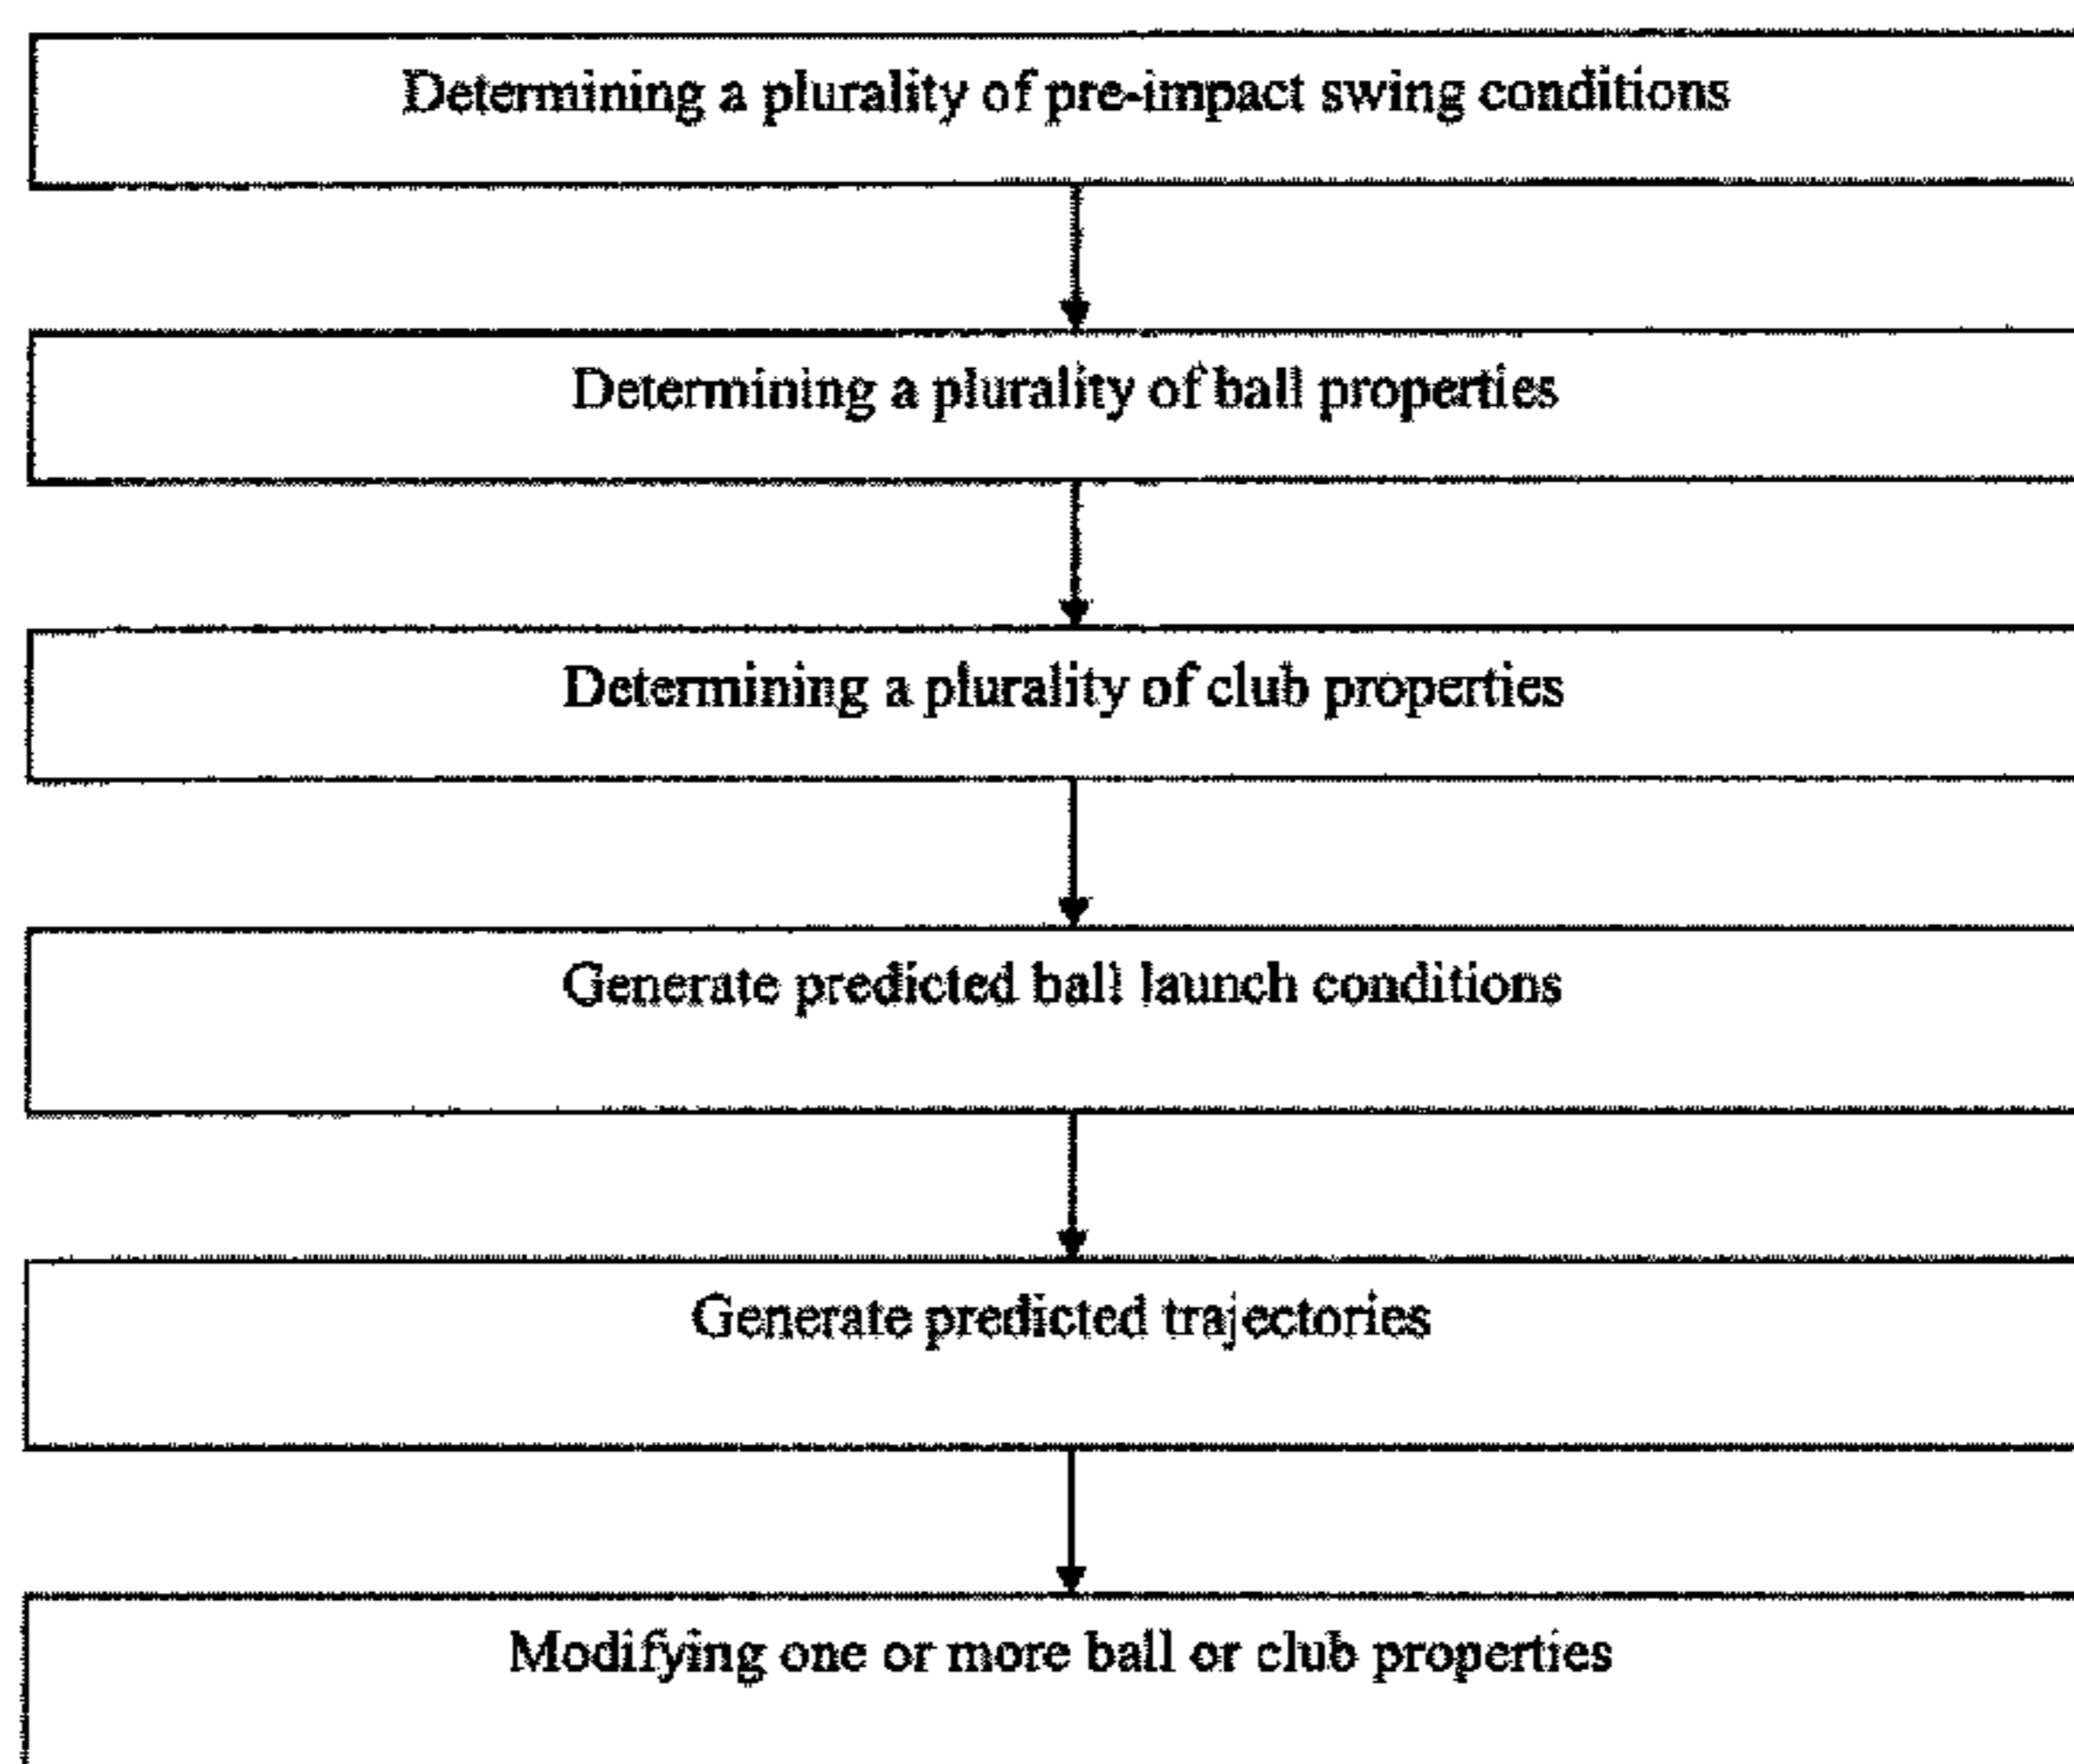 Determining a plurality of pre-impact swing conditions
Determining a plurality of ball properties
Determining a plurality of club properties
Generate predicted ball launch conditions
Generate predicted trajectories
Modifying one or more ball or club properties